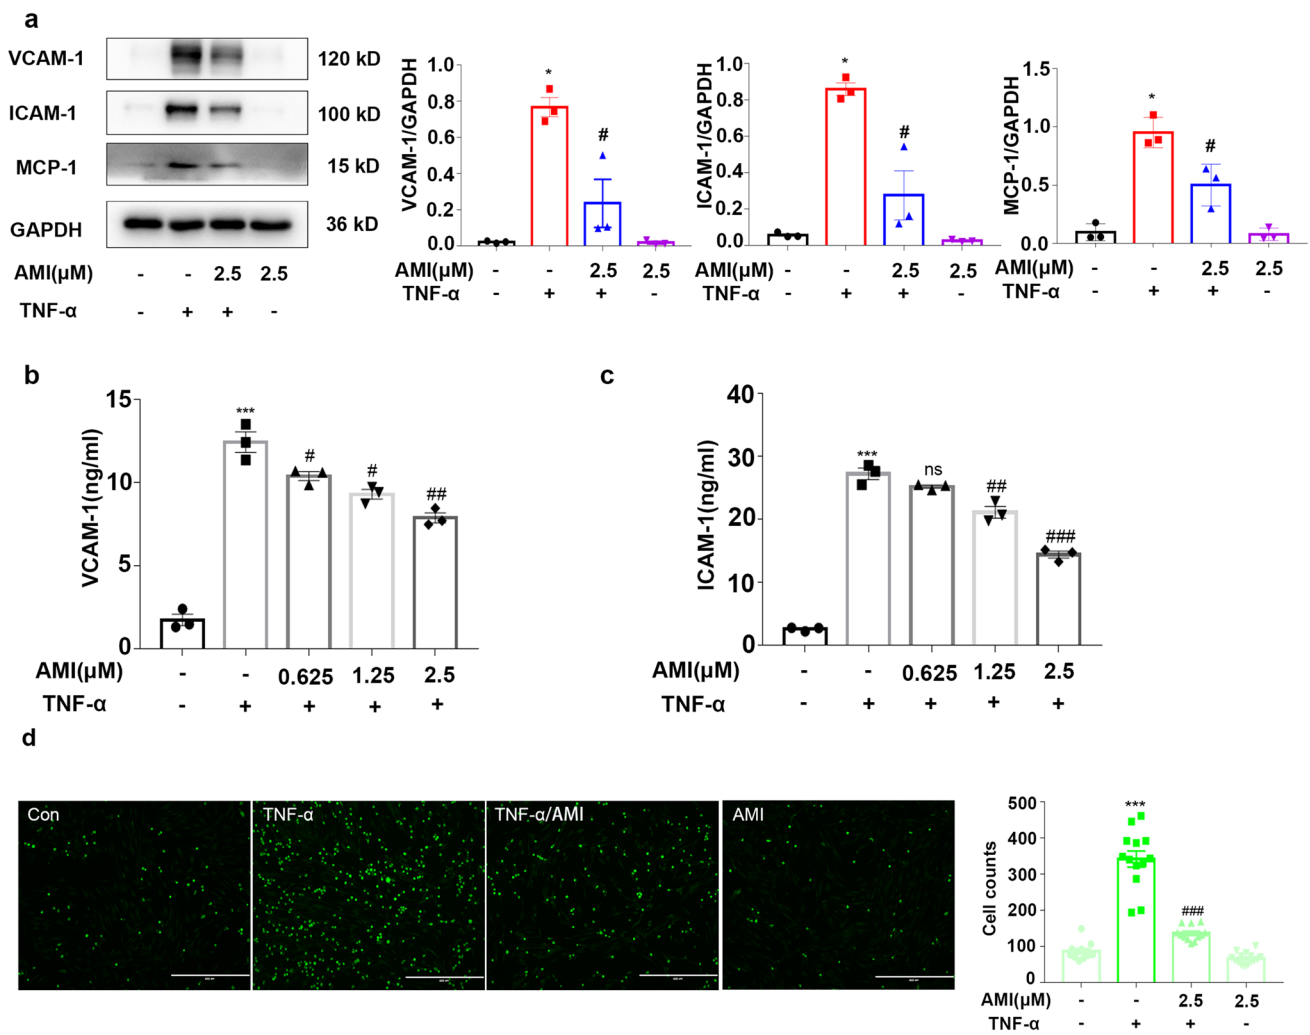 a
VCAM-1 120 kD
ICAM-1 100 kD
MCP-1 15 kD
GAPDH 36 kD
AMI(μM) - - 2.5 2.5
TNF-α - + + -
VCAM-1/GAPDH
1.0
0.8
0.6
0.4
0.2
0.0
*
#
AMI(μM) - - 2.5 2.5
TNF-α - + + -
ICAM-1/GAPDH
1.0
0.8
0.6
0.4
0.2
0.0
*
#
AMI(μM) - - 2.5 2.5
TNF-α - + + -
MCP-1/GAPDH
1.5
1.0
0.5
0.0
*
#
AMI(μM) - - 2.5 2.5
TNF-α - + + -
b
VCAM-1(ng/ml)
15
10
5
0
***
#
#
##
AMI(μM) - - 0.625 1.25 2.5
TNF-α - + + + +
c
ICAM-1(ng/ml)
40
30
20
10
0
***
ns
##
###
AMI(μM) - - 0.625 1.25 2.5
TNF-α - + + + +
d
Con
TNF-α
TNF-α/AMI
AMI
Cell counts
500
400
300
200
100
0
***
###
AMI(μM) - - 2.5 2.5
TNF-α - + + -